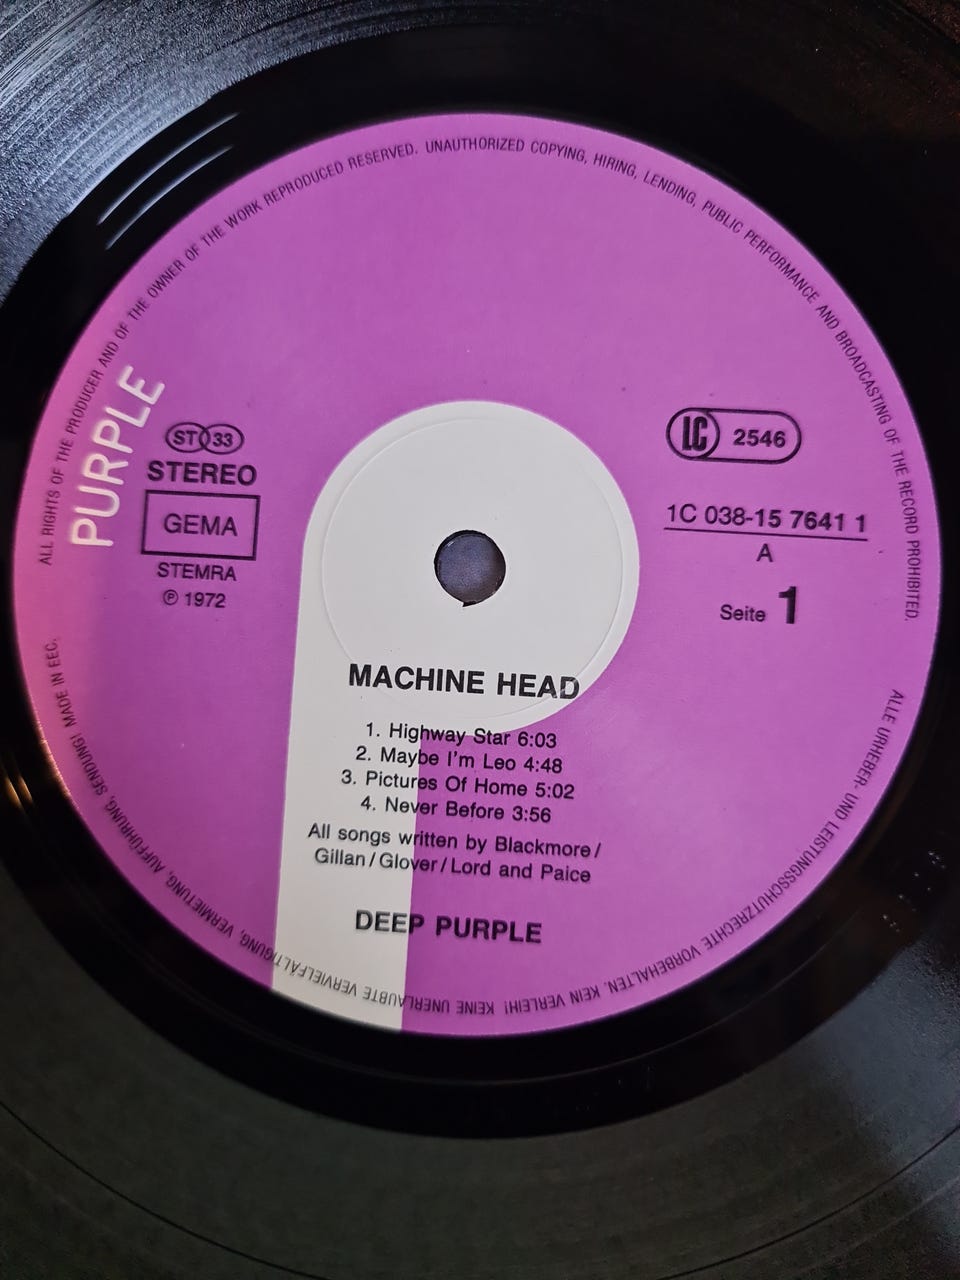 ALL RIGHTS OF THE PRODUCER AND OF THE OWNER OF THE WORK REPRODUCED RESERVED. UNAUTHORIZED COPYING, HIRING, LENDING, PUBLIC PERFORMANCE AND BROADCASTING OF THE RECORD PROHIBITED.
PURPLE
ST 33
STEREO
GEMA
STEMRA
℗ 1972
LC 2546
1C 038-15 7641 1
A
Seite 1
MACHINE HEAD
1. Highway Star 6:03
2. Maybe I'm Leo 4:48
3. Pictures Of Home 5:02
4. Never Before 3:56
All songs written by Blackmore/
Gillan/Glover/Lord and Paice
DEEP PURPLE
ALLE URHEBER- UND LEISTUNGSSCHUTZRECHTE VORBEHALTEN. KEIN VERLEIH! KEINE UNERLAUBTE VERVIELFÄLTIGUNG, VERMIETUNG, AUFFÜHRUNG, SENDUNG! MADE IN EEC.